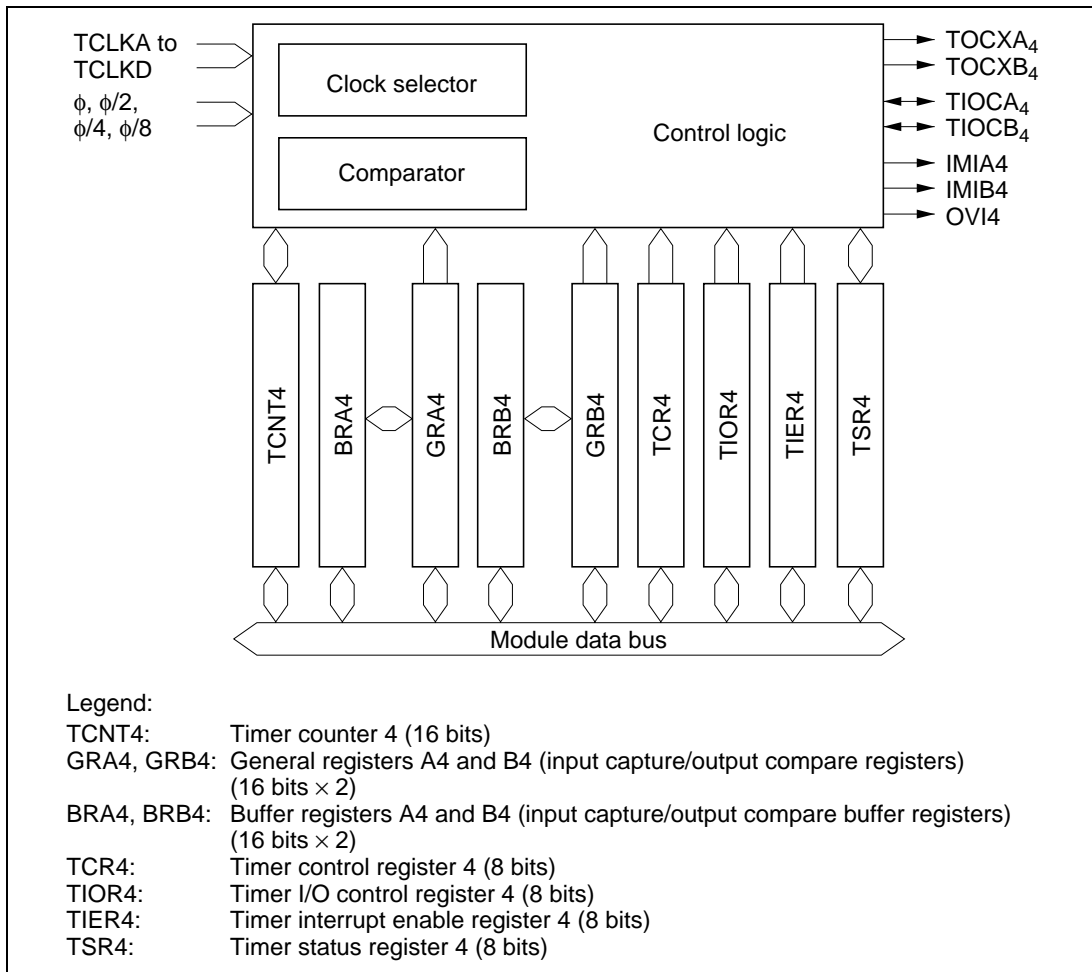 TCLKA to
TCLKD
ϕ, ϕ/2,
ϕ/4, ϕ/8
Clock selector
Comparator
Control logic
TOCXA4
TOCXB4
TIOCA4
TIOCB4
IMIA4
IMIB4
OVI4
TCNT4
BRA4
GRA4
BRB4
GRB4
TCR4
TIOR4
TIER4
TSR4
Module data bus
Legend:
TCNT4: Timer counter 4 (16 bits)
GRA4, GRB4: General registers A4 and B4 (input capture/output compare registers)
(16 bits × 2)
BRA4, BRB4: Buffer registers A4 and B4 (input capture/output compare buffer registers)
(16 bits × 2)
TCR4: Timer control register 4 (8 bits)
TIOR4: Timer I/O control register 4 (8 bits)
TIER4: Timer interrupt enable register 4 (8 bits)
TSR4: Timer status register 4 (8 bits)